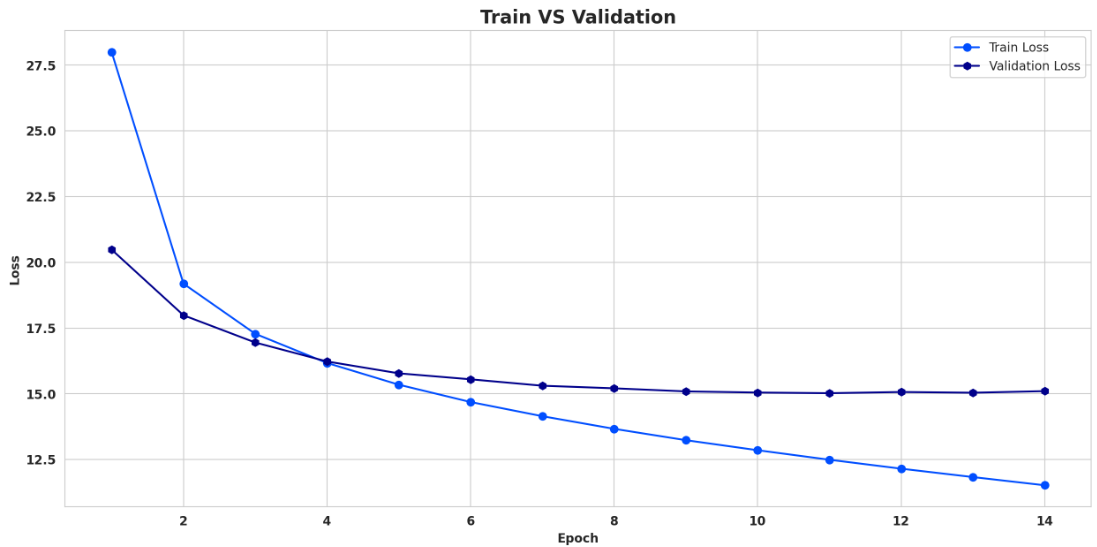 Train VS Validation
Train Loss
Validation Loss
27.5
25.0
22.5
20.0
17.5
15.0
12.5
Loss
2 4 6 8 10 12 14
Epoch